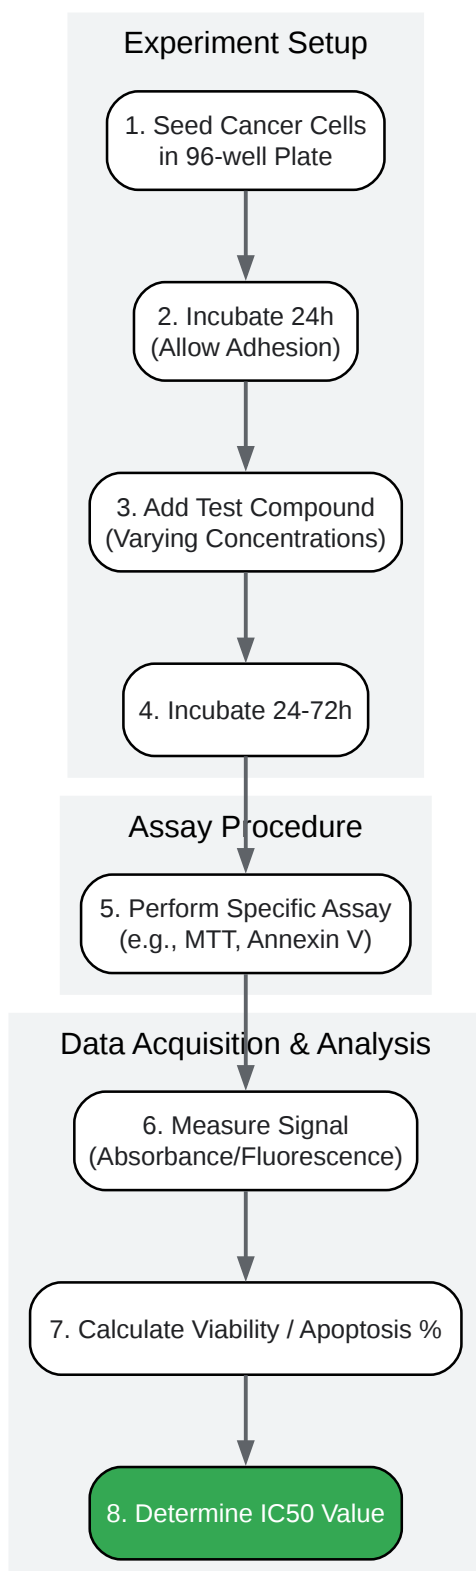 Experiment Setup
1. Seed Cancer Cells
in 96-well Plate
2. Incubate 24h
(Allow Adhesion)
3. Add Test Compound
(Varying Concentrations)
4. Incubate 24-72h
Assay Procedure
5. Perform Specific Assay
(e.g., MTT, Annexin V)
Data Acquisition & Analysis
6. Measure Signal
(Absorbance/Fluorescence)
7. Calculate Viability / Apoptosis %
8. Determine IC50 Value